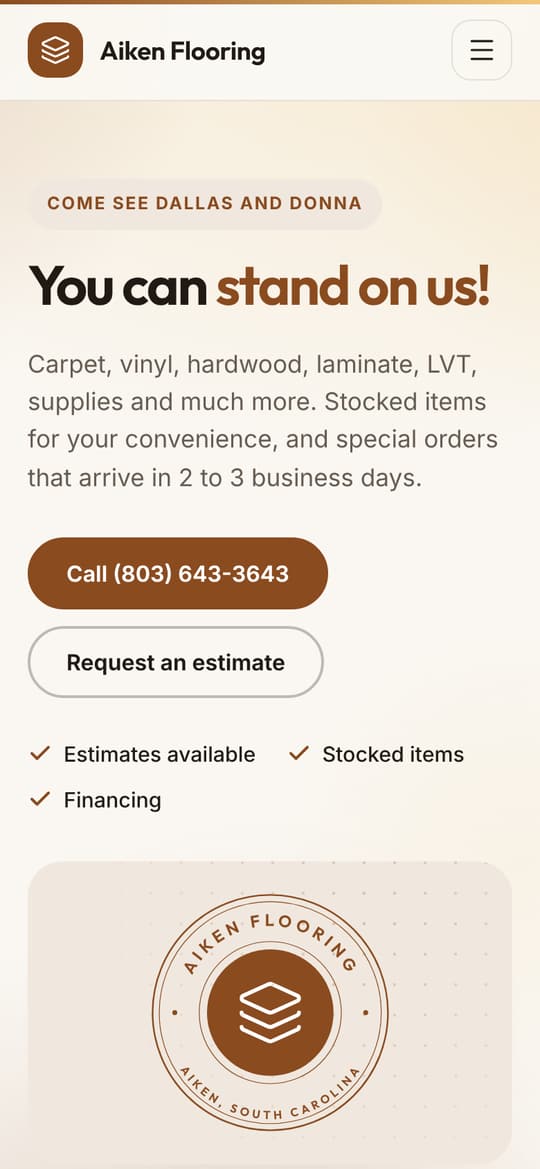 Aiken Flooring
COME SEE DALLAS AND DONNA
You can stand on us!
Carpet, vinyl, hardwood, laminate, LVT,
supplies and much more. Stocked items
for your convenience, and special orders
that arrive in 2 to 3 business days.
Call (803) 643-3643
Request an estimate
Estimates available
Stocked items
Financing
AIKEN FLOORING
AIKEN, SOUTH CAROLINA